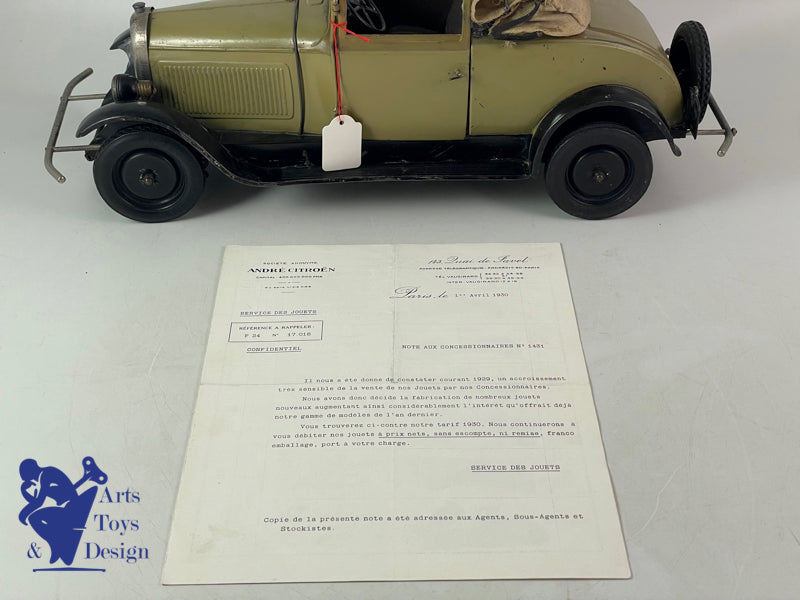 SOCIÉTÉ ANONYME
ANDRÉ CITROËN
143, Quai de Javel
Paris, le 1er Avril 1930
SERVICE DES JOUETS
RÉFÉRENCE A RAPPELER:
F 24 N° 17.016
CONFIDENTIEL
NOTE AUX CONCESSIONNAIRES N° 1431
Il nous a été donné de constater courant 1929, un accroissement
très sensible de la vente de nos Jouets par nos Concessionnaires.
Nous avons donc décidé la fabrication de nombreux jouets
nouveaux augmentant ainsi considérablement l'intérêt qu'offrait déjà
notre gamme de modèles de l'an dernier.
Vous trouverez ci-contre notre tarif 1930. Nous continuerons à
vous débiter nos jouets à prix nets, sans escompte, ni remise, franco
emballage, port à votre charge.
SERVICE DES JOUETS
Copie de la présente note a été adressée aux Agents, Sous-Agents et
Stockistes.
Arts
Toys
& Design